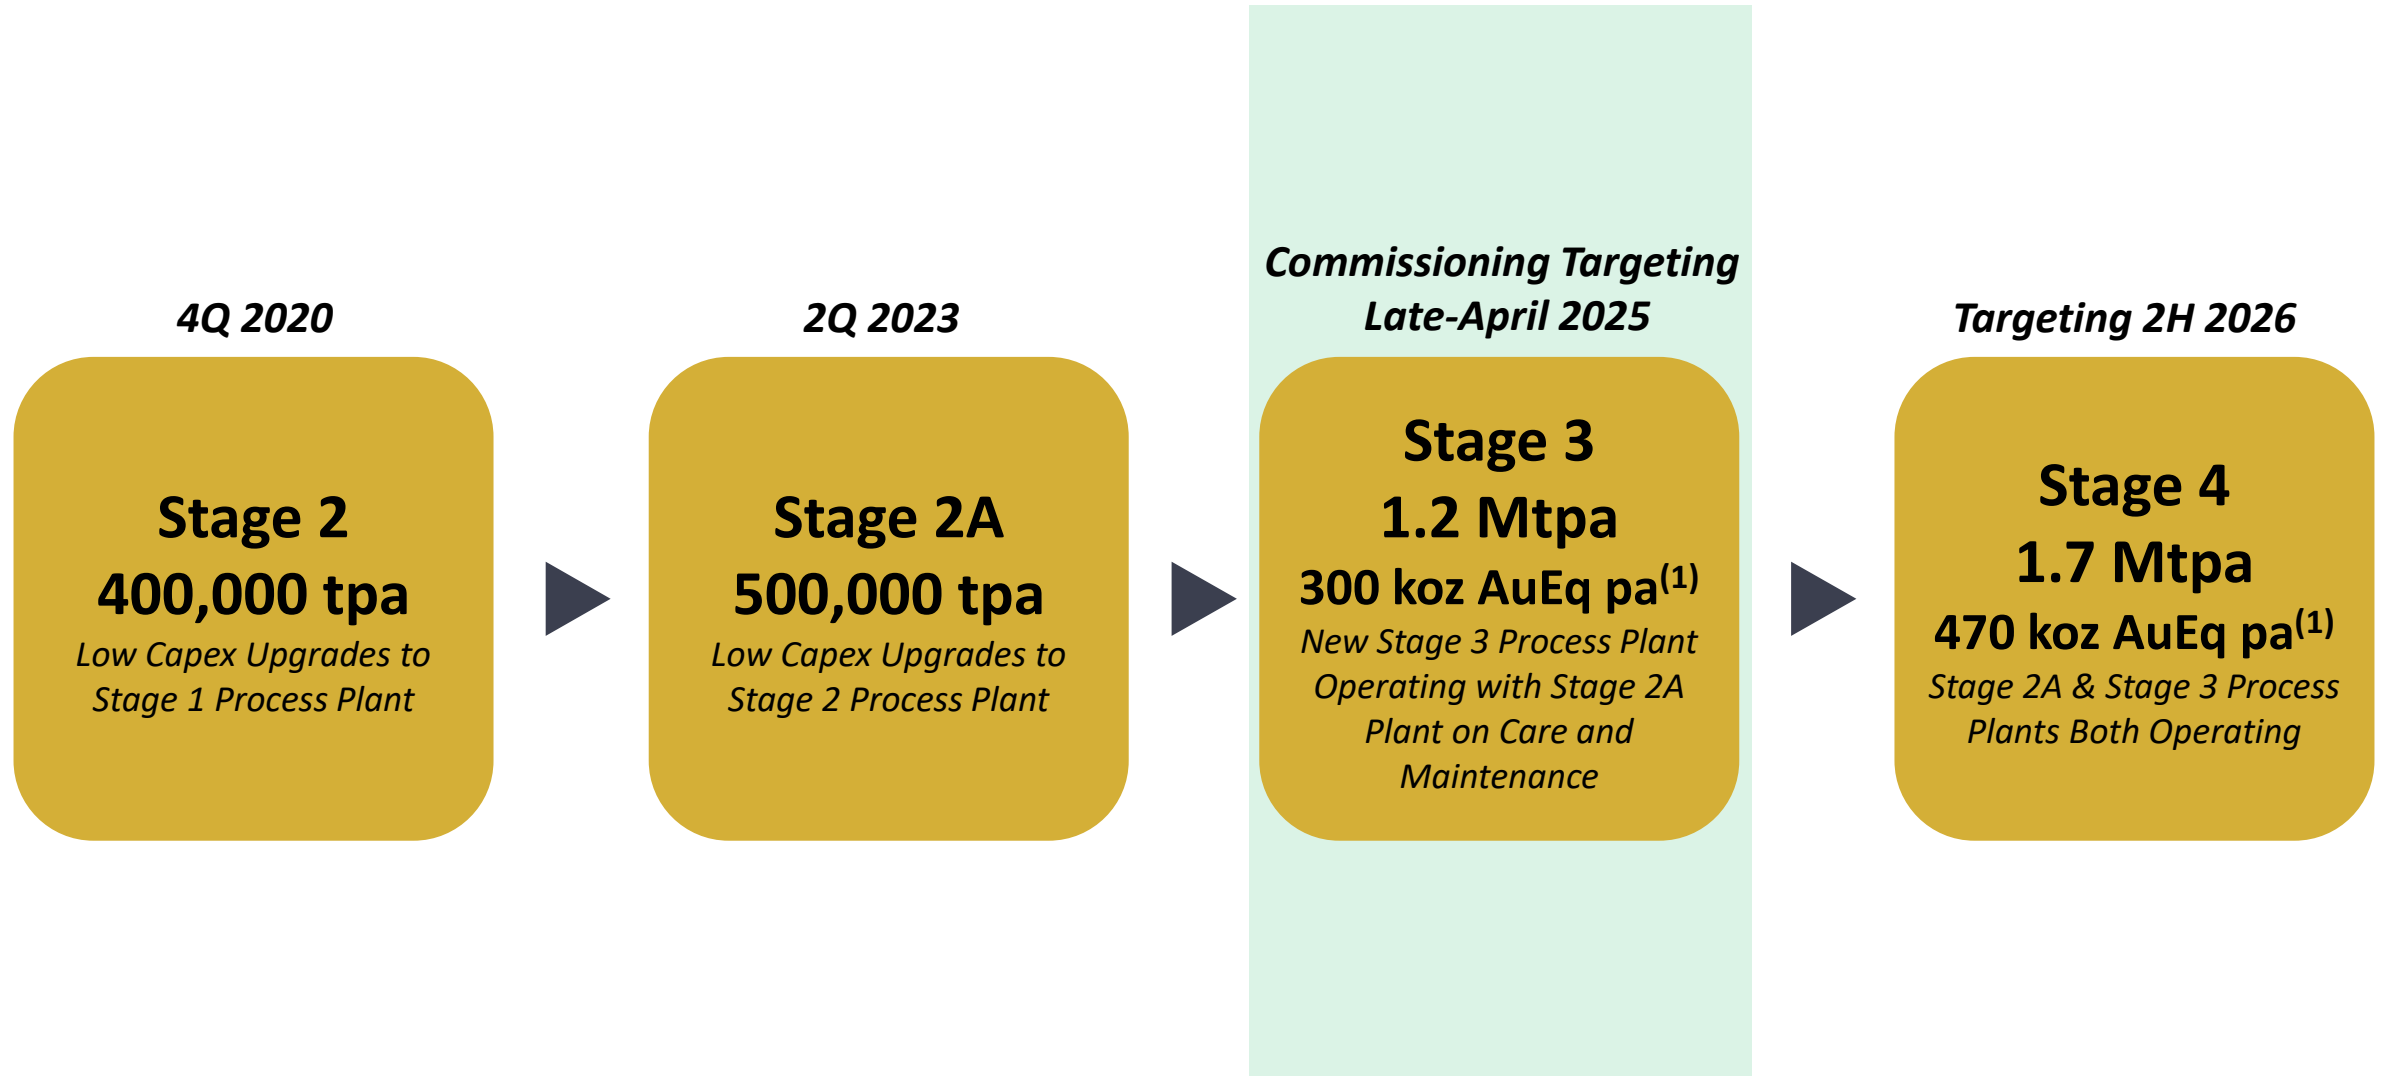 4Q 2020
Stage 2
400,000 tpa
Low Capex Upgrades to
Stage 1 Process Plant
2Q 2023
Stage 2A
500,000 tpa
Low Capex Upgrades to
Stage 2 Process Plant
Commissioning Targeting
Late-April 2025
Stage 3
1.2 Mtpa
300 koz AuEq pa(1)
New Stage 3 Process Plant
Operating with Stage 2A
Plant on Care and
Maintenance
Targeting 2H 2026
Stage 4
1.7 Mtpa
470 koz AuEq pa(1)
Stage 2A & Stage 3 Process
Plants Both Operating